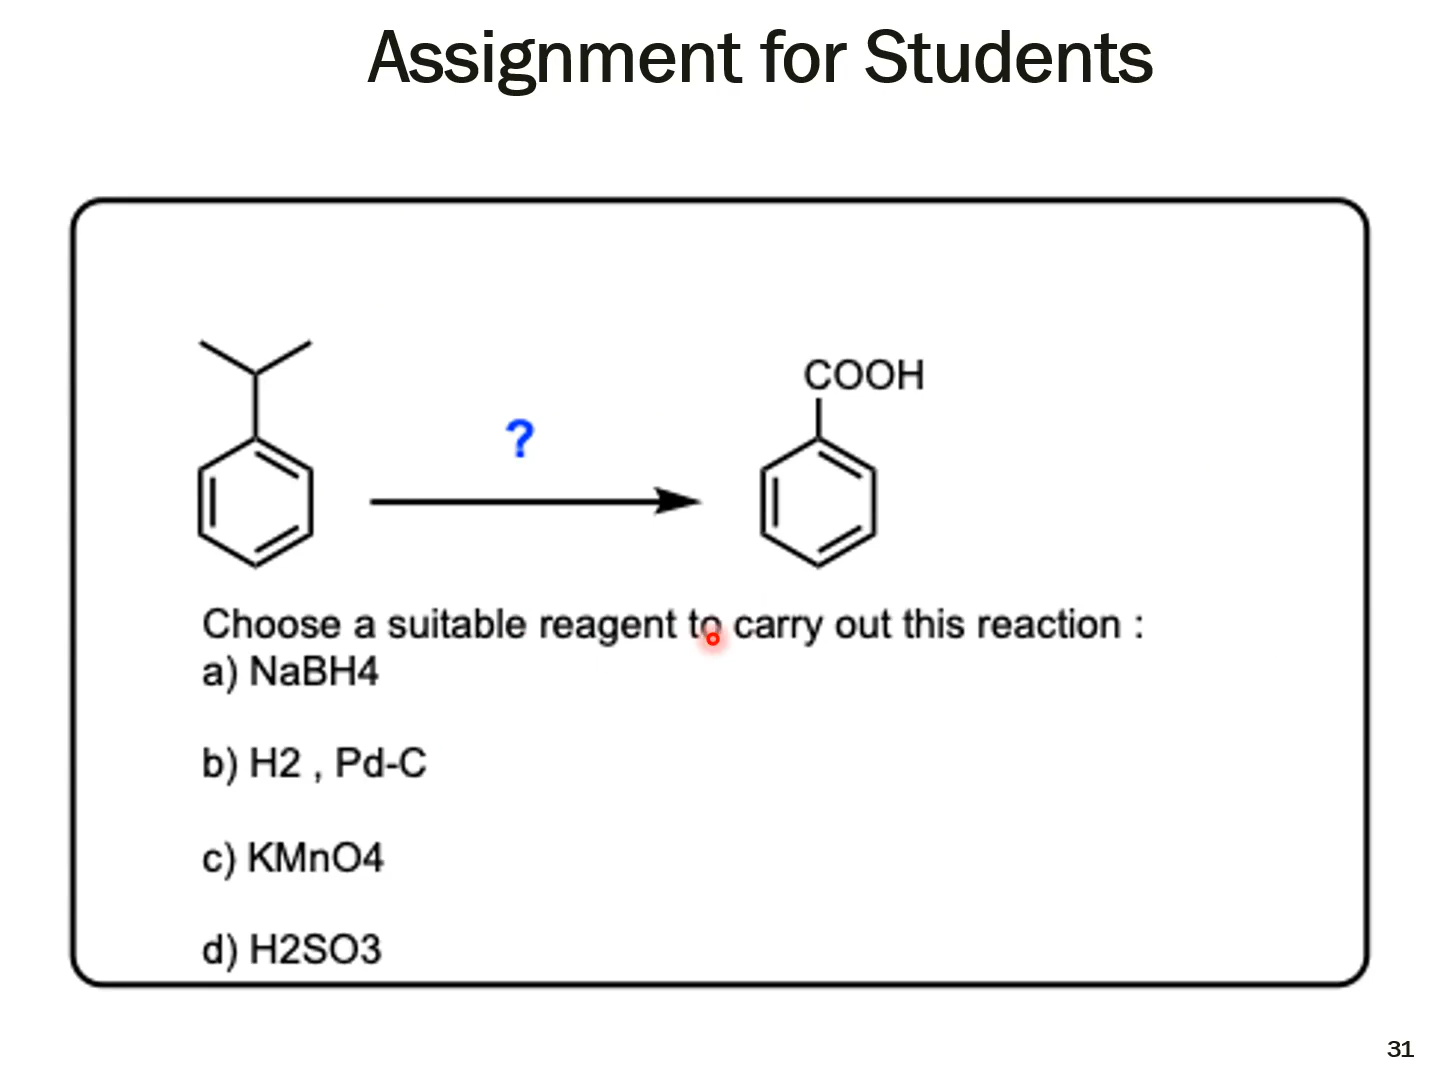 Assignment for Students
COOH
?
Choose a suitable reagent to carry out this reaction :
a) NaBH4
b) H2 , Pd-C
c) KMnO4
d) H2SO3
31